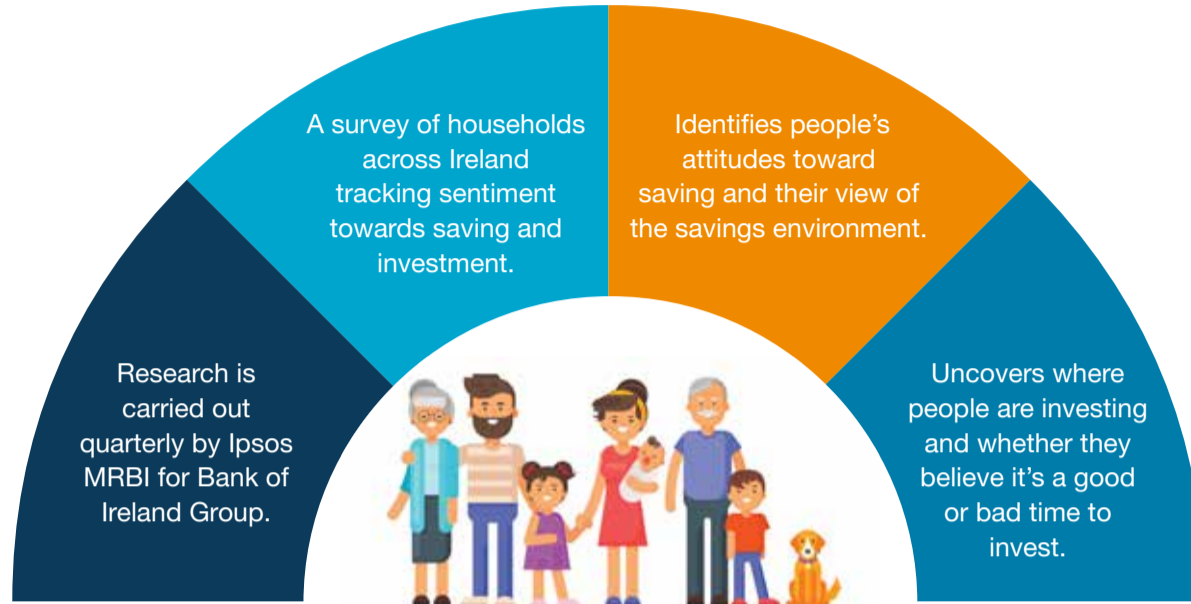 Research is
carried out
quarterly by Ipsos
MRBI for Bank of
Ireland Group.
A survey of households
across Ireland
tracking sentiment
towards saving and
investment.
Identifies people’s
attitudes toward
saving and their view of
the savings environment.
Uncovers where
people are investing
and whether they
believe it’s a good
or bad time to
invest.